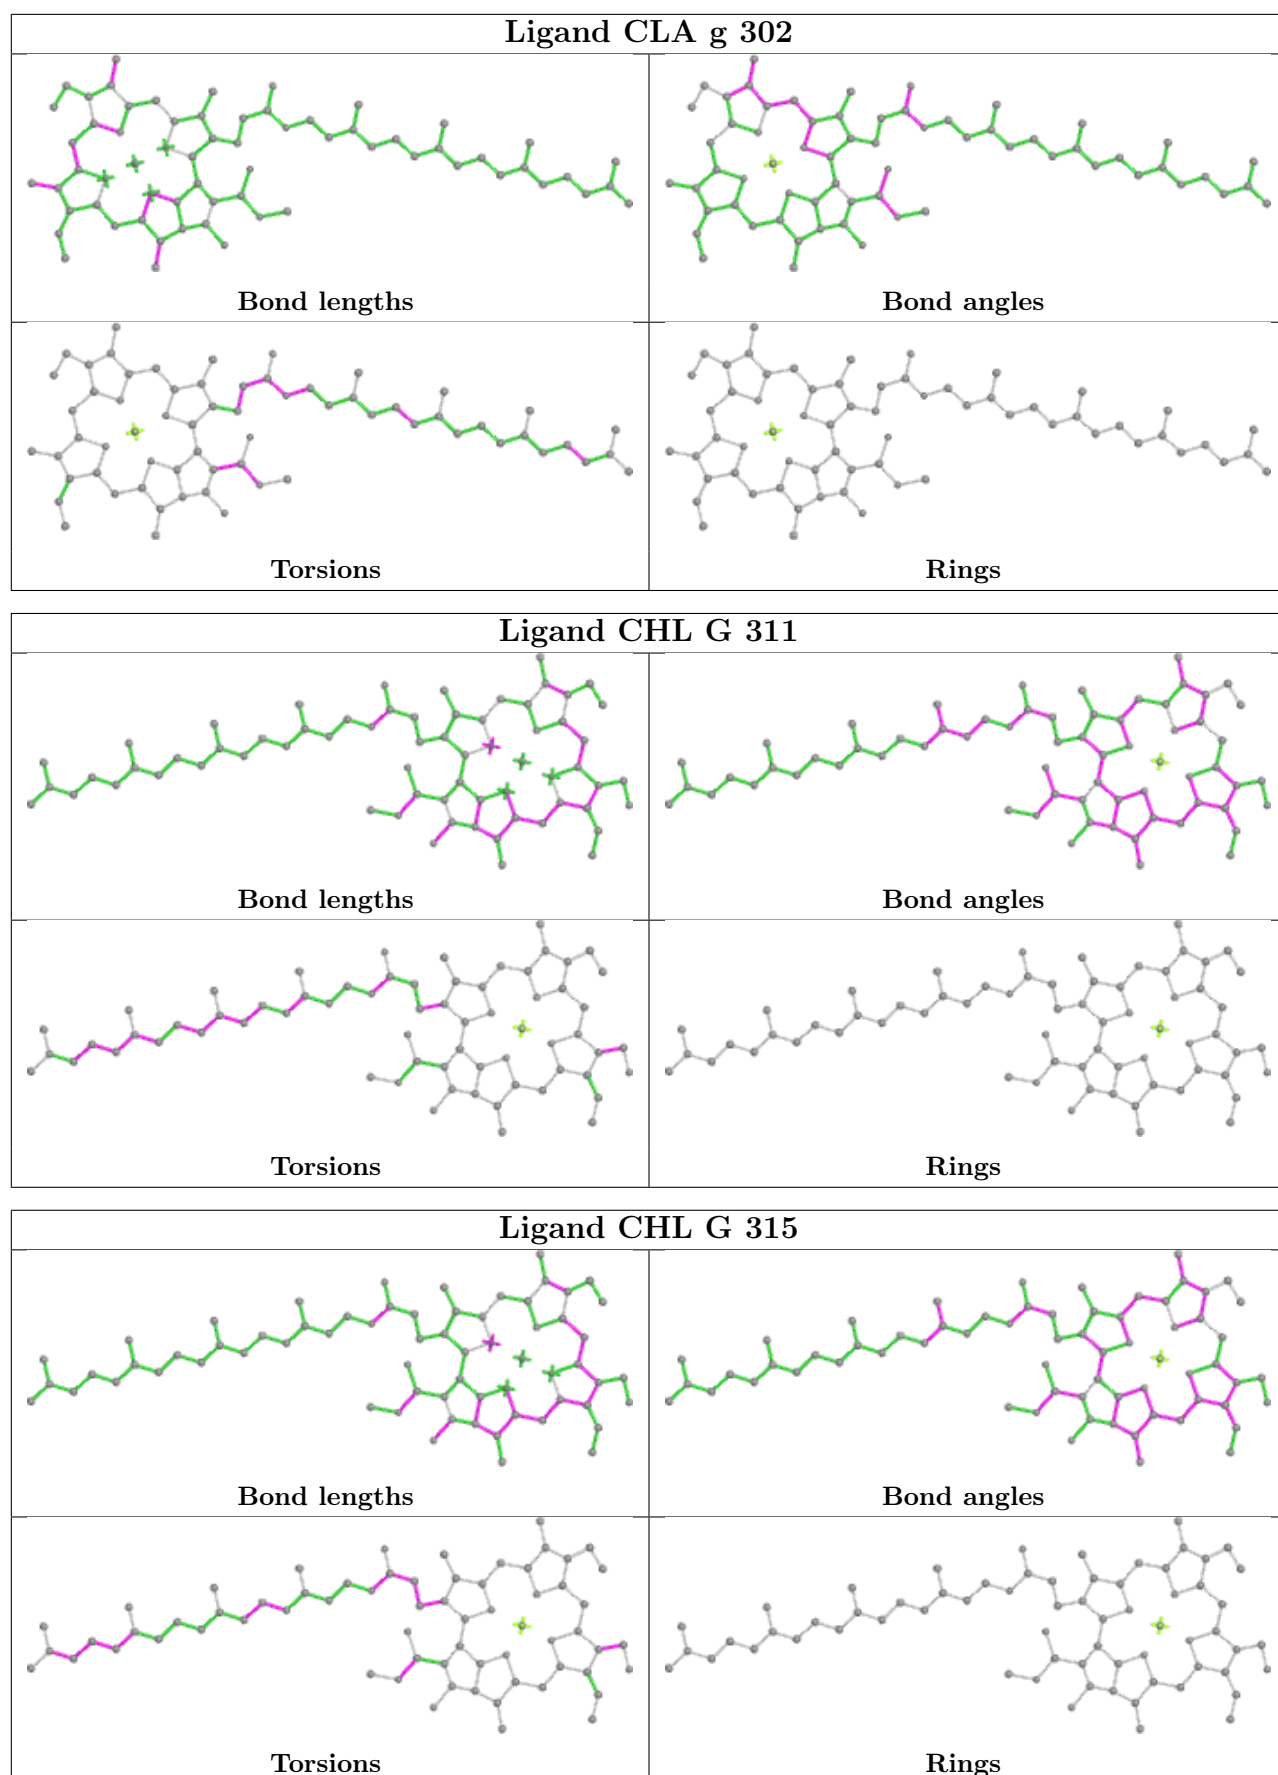 Ligand CLA g 302
Bond lengths
Bond angles
Torsions
Rings
Ligand CHL G 311
Bond lengths
Bond angles
Torsions
Rings
Ligand CHL G 315
Bond lengths
Bond angles
Torsions
Rings